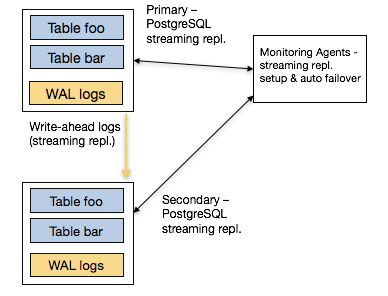 Primary –
PostgreSQL
streaming repl.
Table foo
Table bar
WAL logs
Monitoring Agents -
streaming repl.
setup & auto failover
Write-ahead logs
(streaming repl.)
Secondary –
PostgreSQL
streaming repl.
Table foo
Table bar
WAL logs